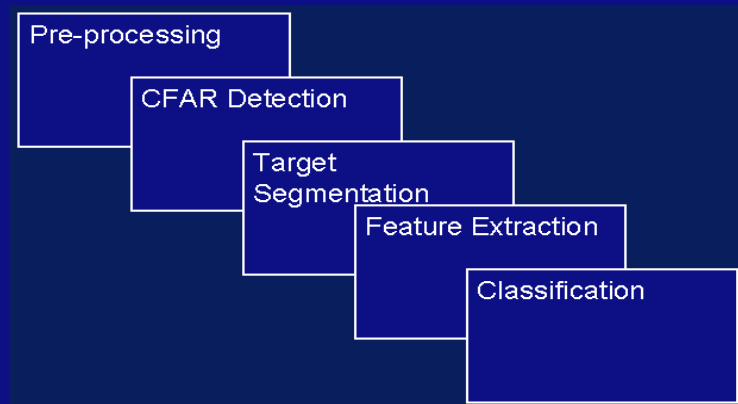 Pre-processing
CFAR Detection
Target
Segmentation
Feature Extraction
Classification